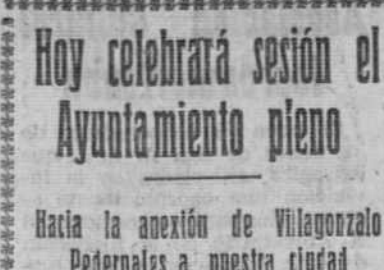 Hoy celebrará sesión el
Ayuntamiento pleno
Hacia la anexión de Villagonzalo
Pedernales a nuestra ciudad